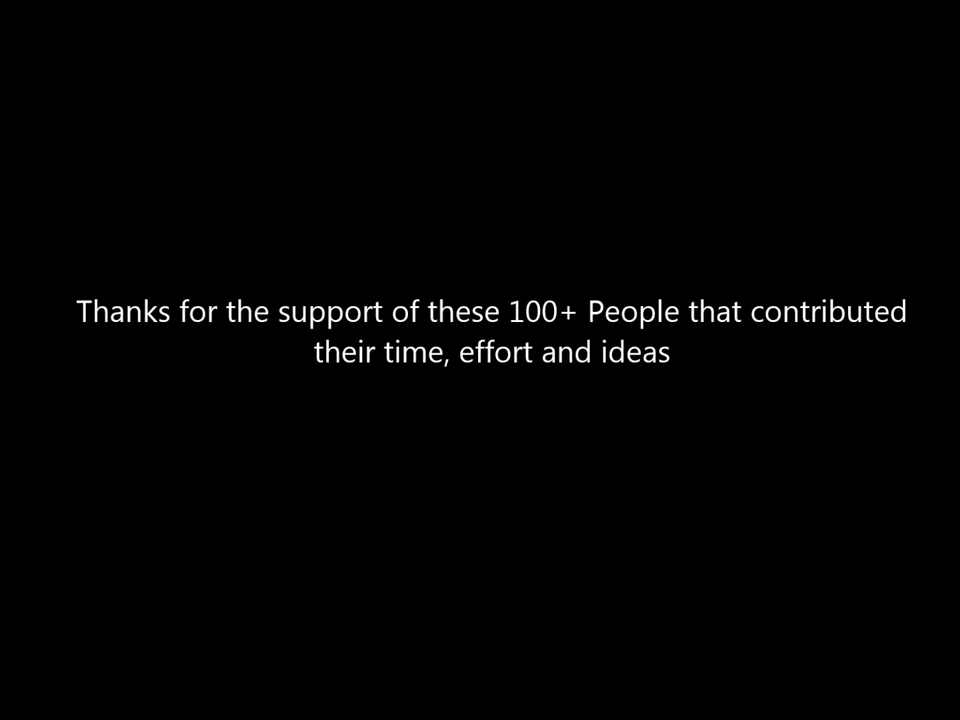 Thanks for the support of these 100+ People that contributed
their time, effort and ideas